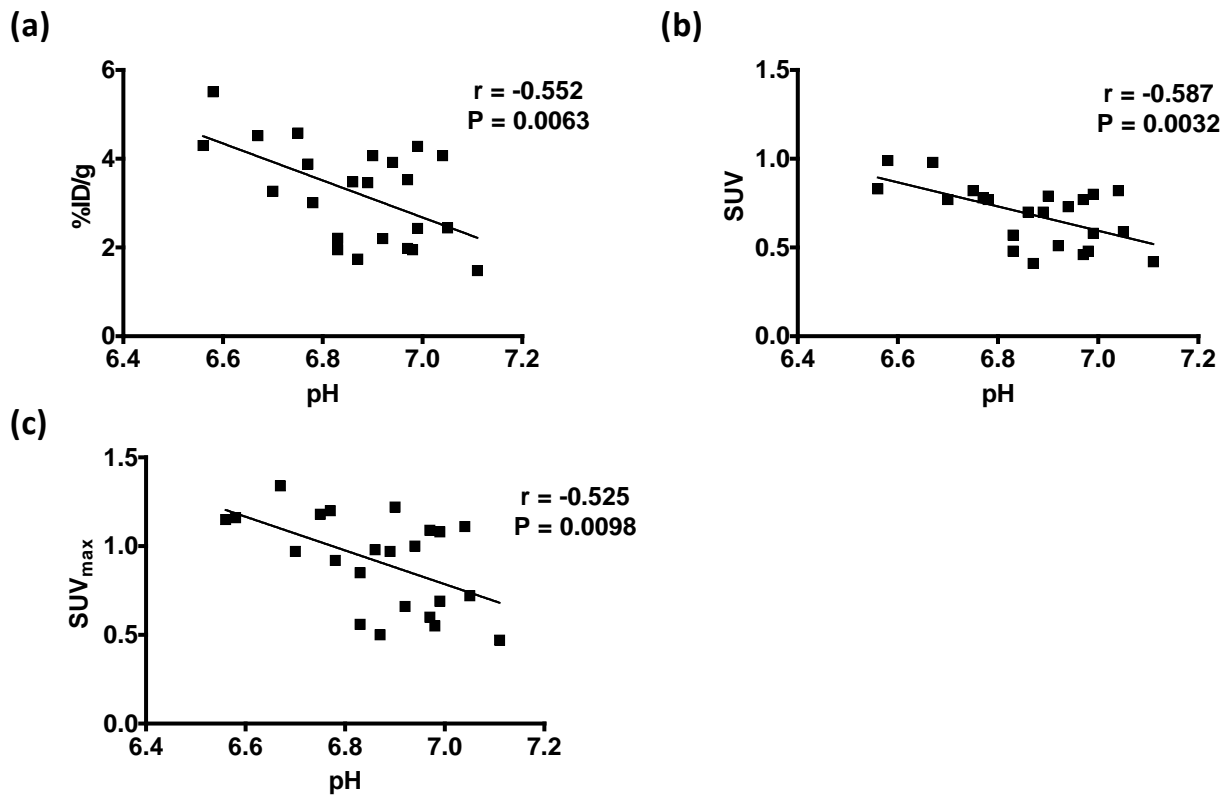 (a)
r = -0.552
P = 0.0063
%ID/g
6
4
2
0
6.4 6.6 6.8 7.0 7.2
pH
(b)
r = -0.587
P = 0.0032
SUV
1.5
1.0
0.5
0.0
6.4 6.6 6.8 7.0 7.2
pH
(c)
r = -0.525
P = 0.0098
SUVmax
1.5
1.0
0.5
0.0
6.4 6.6 6.8 7.0 7.2
pH